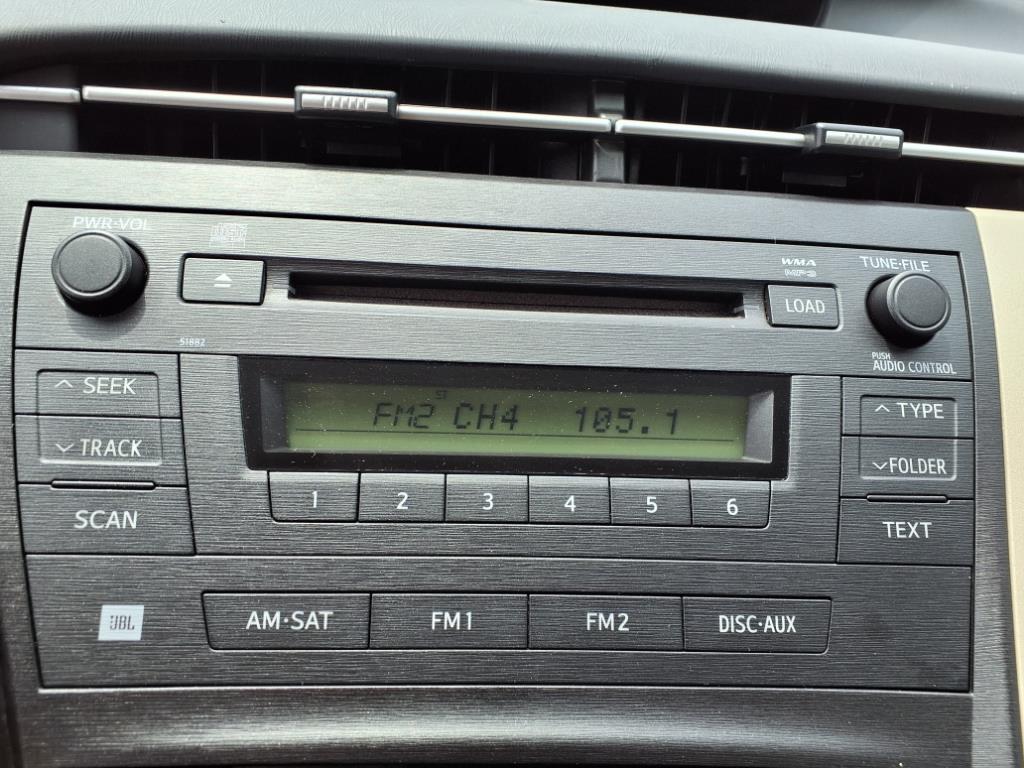 PWR·VOL
WMA
MP3
TUNE·FILE
LOAD
51882
PUSH
AUDIO CONTROL
SEEK
TRACK
SCAN
ST
FM2 CH4 105.1
TYPE
FOLDER
TEXT
1 2 3 4 5 6
JBL
AM·SAT FM1 FM2 DISC·AUX